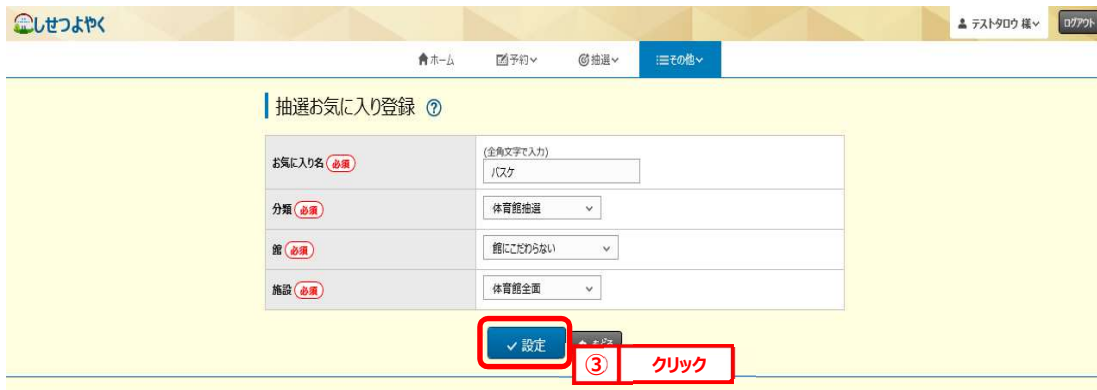 しせつよやく
テストタロウ 様
ログアウト
ホーム 予約 抽選 その他
抽選お気に入り登録 ?
お気に入り名 必須
(全角文字で入力)
バスケ
分類 必須 体育館抽選
館 必須 館にこだわらない
施設 必須 体育館全面
設定
③ クリック